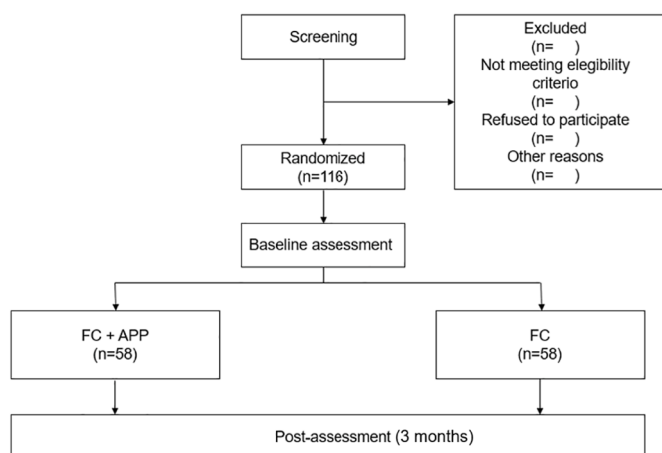 Screening
Excluded
(n=    )
Not meeting elegibility
criterio
(n=    )
Refused to participate
(n=    )
Other reasons
(n=    )
Randomized
(n=116)
Baseline assessment
FC + APP
(n=58)
FC
(n=58)
Post-assessment (3 months)